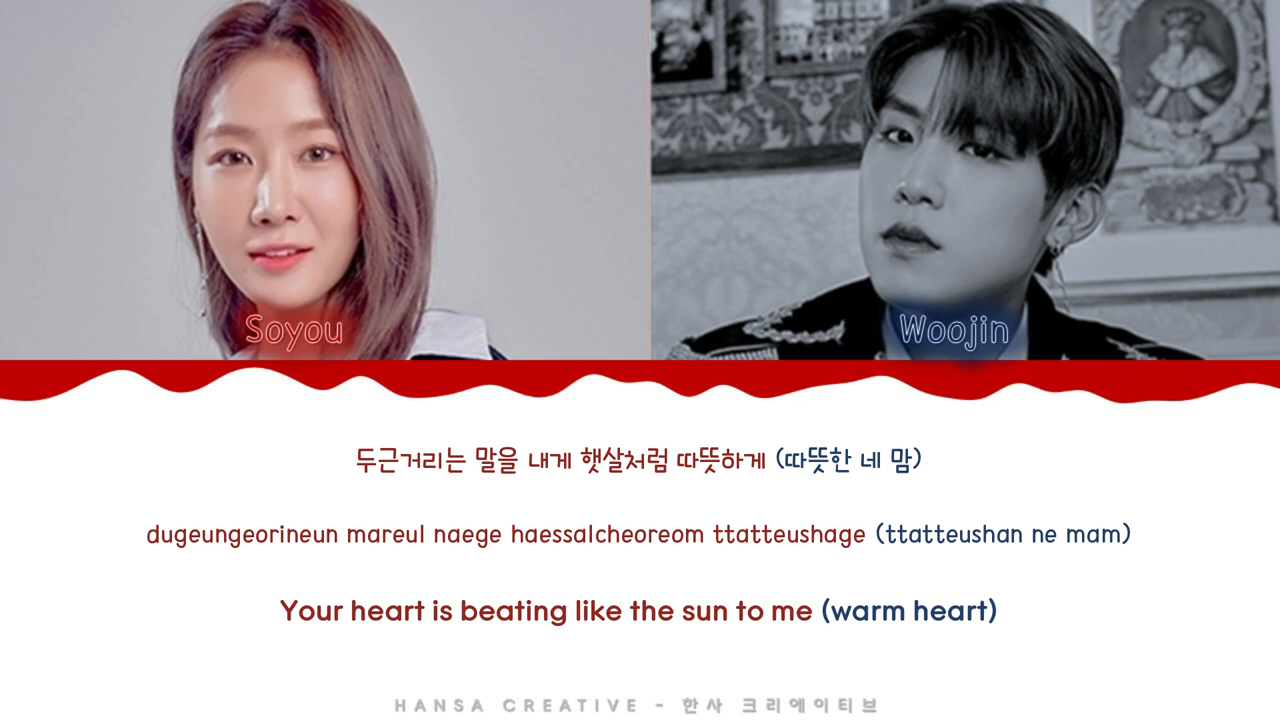 Soyou
Woojin
두근거리는 말을 내게 햇살처럼 따뜻하게 (따뜻한 네 맘)
dugeungeorineun mareul naege haessalcheoreom ttatteushage (ttatteushan ne mam)
Your heart is beating like the sun to me (warm heart)
HANSA CREATIVE - 한사 크리에이티브